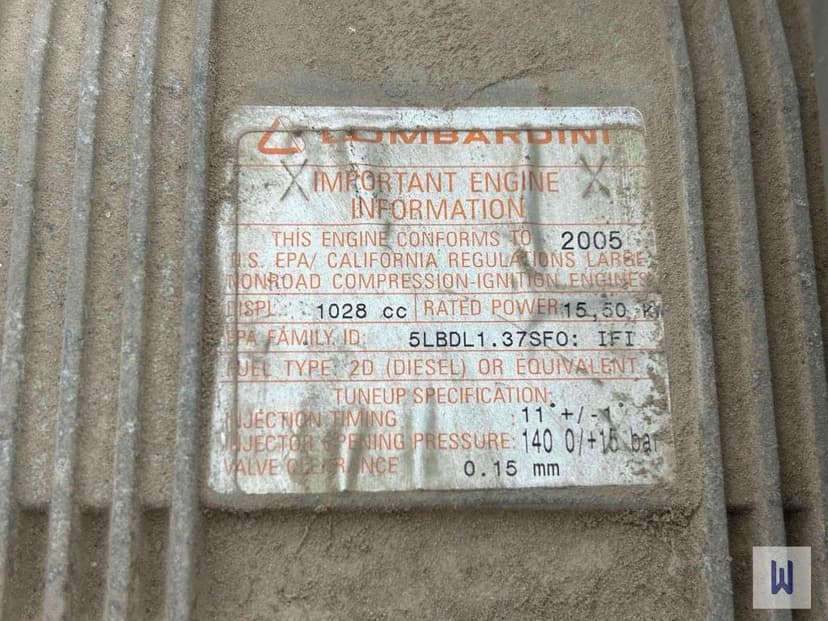 LOMBARDINI
IMPORTANT ENGINE
INFORMATION
THIS ENGINE CONFORMS TO 2005
U.S. EPA/ CALIFORNIA REGULATIONS LARGE
NONROAD COMPRESSION-IGNITION ENGINES
DISPL.: 1028 cc RATED POWER 15,50 KW
EPA FAMILY ID: 5LBDL1.37SFO: IFI
FUEL TYPE: 2D (DIESEL) OR EQUIVALENT
TUNEUP SPECIFICATION:
INJECTION TIMING : 11°+/-1°
INJECTOR OPENING PRESSURE: 140 0/+15 bar
VALVE CLEARANCE 0.15 mm
W